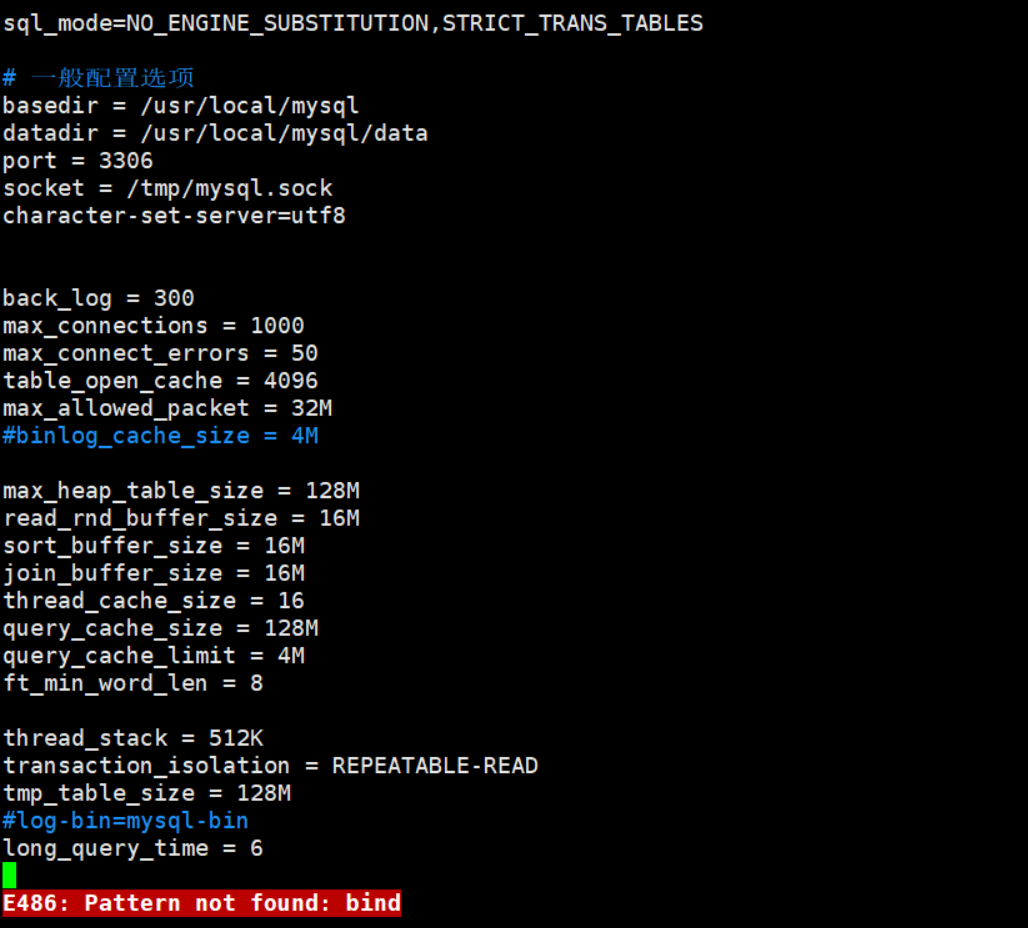 sql_mode=NO_ENGINE_SUBSTITUTION,STRICT_TRANS_TABLES
# 一般配置选项
basedir = /usr/local/mysql
datadir = /usr/local/mysql/data
port = 3306
socket = /tmp/mysql.sock
character-set-server=utf8
back_log = 300
max_connections = 1000
max_connect_errors = 50
table_open_cache = 4096
max_allowed_packet = 32M
#binlog_cache_size = 4M
max_heap_table_size = 128M
read_rnd_buffer_size = 16M
sort_buffer_size = 16M
join_buffer_size = 16M
thread_cache_size = 16
query_cache_size = 128M
query_cache_limit = 4M
ft_min_word_len = 8
thread_stack = 512K
transaction_isolation = REPEATABLE-READ
tmp_table_size = 128M
#log-bin=mysql-bin
long_query_time = 6
E486: Pattern not found: bind